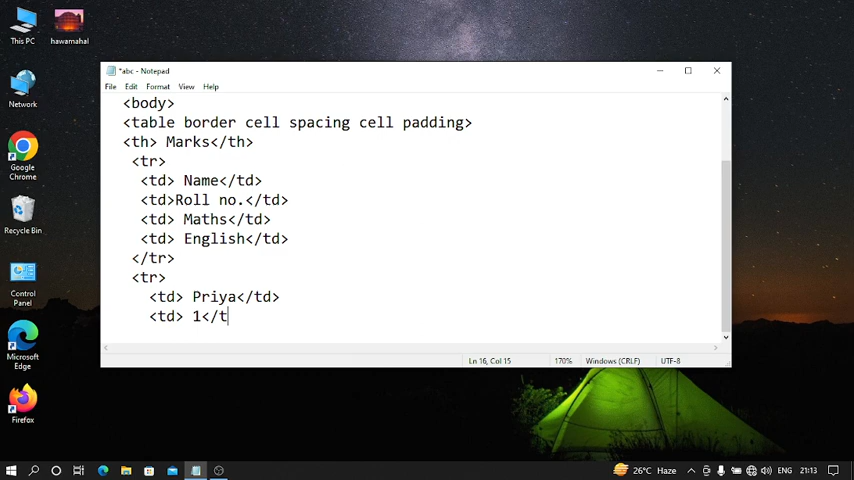 This PC
hawamahal
Network
Google Chrome
Recycle Bin
Control Panel
Microsoft Edge
Firefox
*abc - Notepad
File Edit Format View Help
<body>
<table border cell spacing cell padding>
<th> Marks</th>
<tr>
<td> Name</td>
<td>Roll no.</td>
<td> Maths</td>
<td> English</td>
</tr>
<tr>
<td> Priya</td>
<td> 1</t
Ln 16, Col 15 170% Windows (CRLF) UTF-8
26°C Haze ENG 21:13